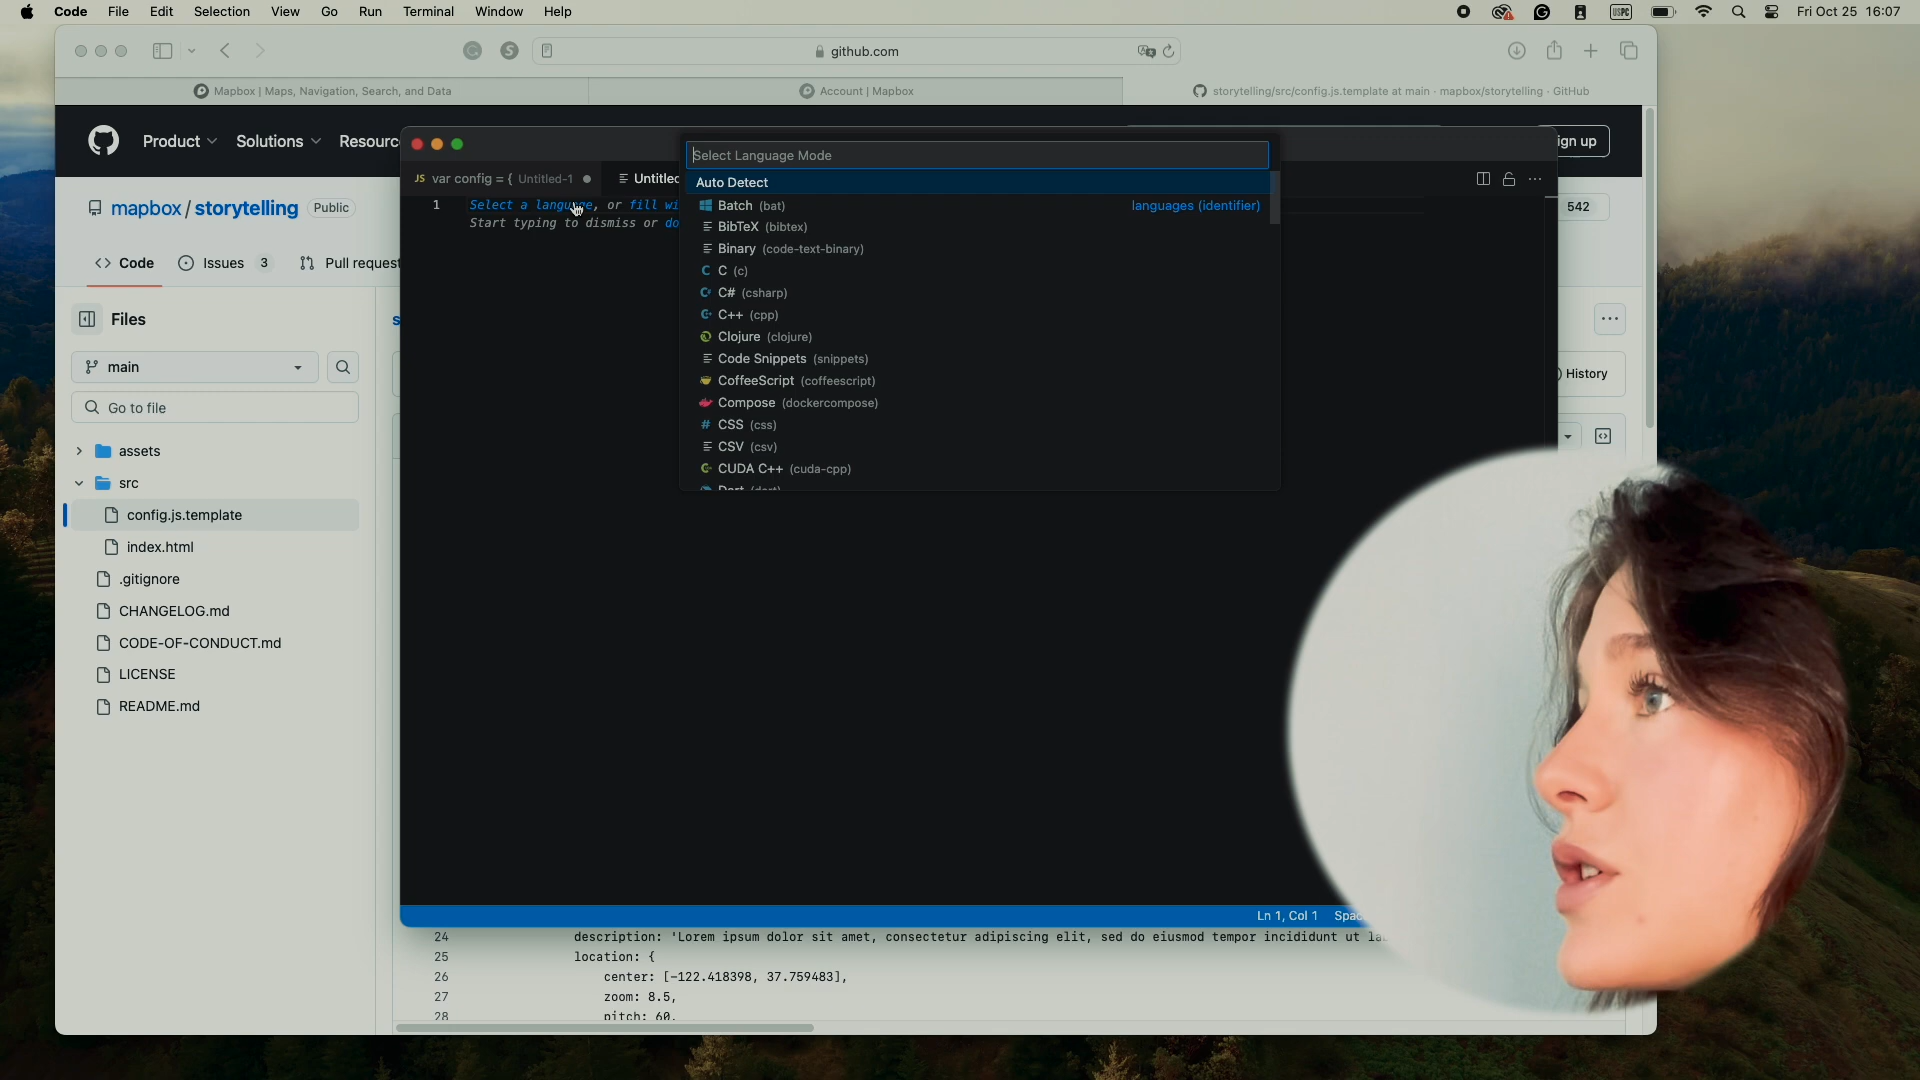 Code File Edit Selection View Go Run Terminal Window Help
USPC
Fri Oct 25 16:07
github.com
Mapbox | Maps, Navigation, Search, and Data
Account | Mapbox
storytelling/src/config.js.template at main · mapbox/storytelling · GitHub
Product
Solutions
ign up
mapbox / storytelling
Public
542
Code
Issues 3
Files
main
Go to file
assets
src
config.js.template
index.html
.gitignore
CHANGELOG.md
CODE-OF-CONDUCT.md
LICENSE
README.md
History
JS var config = { Untitled-1
1
Select a language, or fill
Start typing to dismiss or
Select Language Mode
Auto Detect
Batch (bat)
languages (identifier)
BibTeX (bibtex)
Binary (code-text-binary)
C (c)
C# (csharp)
C++ (cpp)
Clojure (clojure)
Code Snippets (snippets)
CoffeeScript (coffeescript)
Compose (dockercompose)
CSS (css)
CSV (csv)
CUDA C++ (cuda-cpp)
Ln 1, Col 1
24 description: 'Lorem ipsum dolor sit amet, consectetur adipiscing elit, sed do eiusmod tempor incididunt ut
25 location: {
26 center: [-122.418398, 37.759483],
27 zoom: 8.5,
28 pitch: 60,